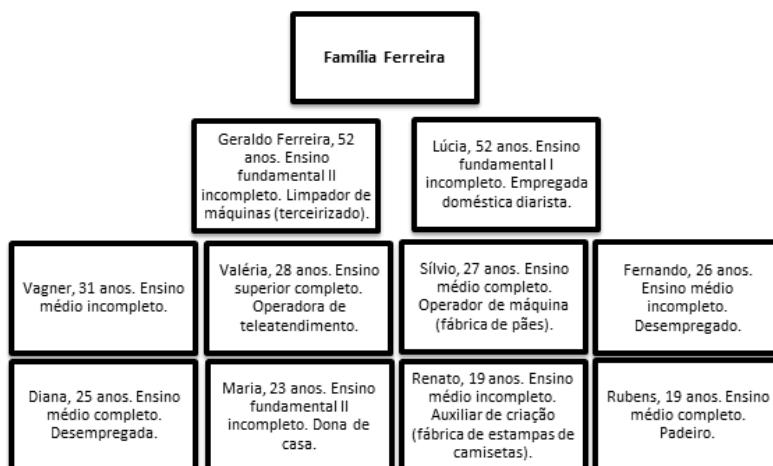 Família Ferreira
Geraldo Ferreira, 52
anos. Ensino
fundamental II
incompleto. Limpador de
máquinas (terceirizado).
Lúcia, 52 anos. Ensino
fundamental I
incompleto. Empregada
doméstica diarista.
Vagner, 31 anos. Ensino
médio incompleto.
Valéria, 28 anos. Ensino
superior completo.
Operadora de
teleatendimento.
Sílvio, 27 anos. Ensino
médio completo.
Operador de máquina
(fábrica de pães).
Fernando, 26 anos.
Ensino médio
incompleto.
Desempregado.
Diana, 25 anos. Ensino
médio completo.
Desempregada.
Maria, 23 anos. Ensino
fundamental II
incompleto. Dona de
casa.
Renato, 19 anos. Ensino
médio incompleto.
Auxiliar de criação
(fábrica de estampas de
camisetas).
Rubens, 19 anos. Ensino
médio completo.
Padeiro.